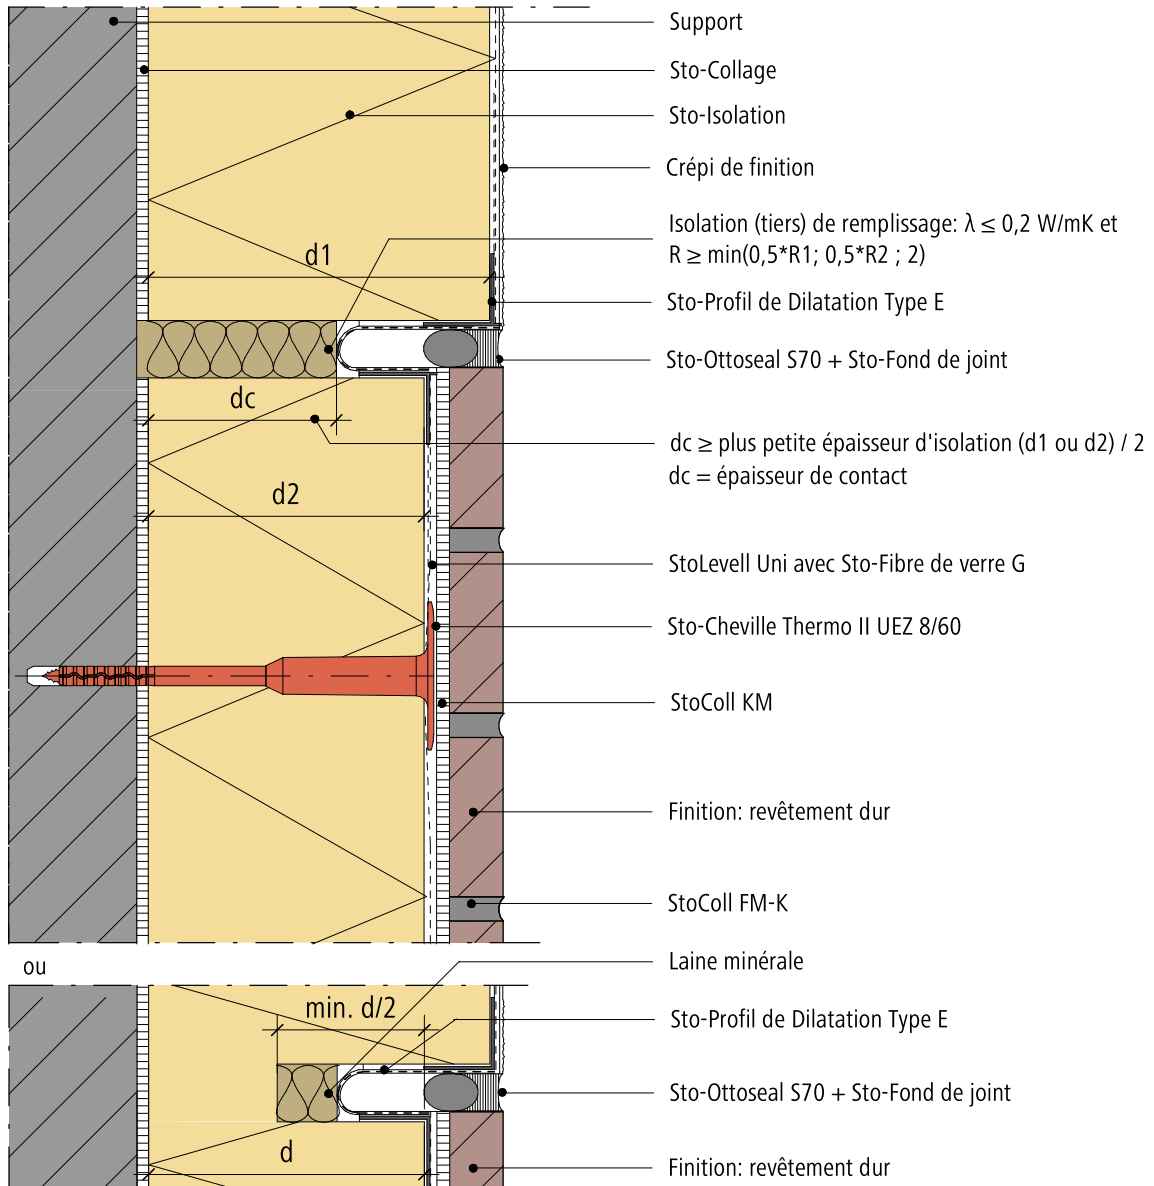 Support
Sto-Collage
Sto-Isolation
Crépi de finition
Isolation (tiers) de remplissage: λ ≤ 0,2 W/mK et
R ≥ min(0,5*R1; 0,5*R2 ; 2)
d1
Sto-Profil de Dilatation Type E
Sto-Ottoseal S70 + Sto-Fond de joint
dc
dc ≥ plus petite épaisseur d'isolation (d1 ou d2) / 2
dc = épaisseur de contact
d2
StoLevell Uni avec Sto-Fibre de verre G
Sto-Cheville Thermo II UEZ 8/60
StoColl KM
Finition: revêtement dur
StoColl FM-K
ou
Laine minérale
min. d/2
Sto-Profil de Dilatation Type E
Sto-Ottoseal S70 + Sto-Fond de joint
d
Finition: revêtement dur